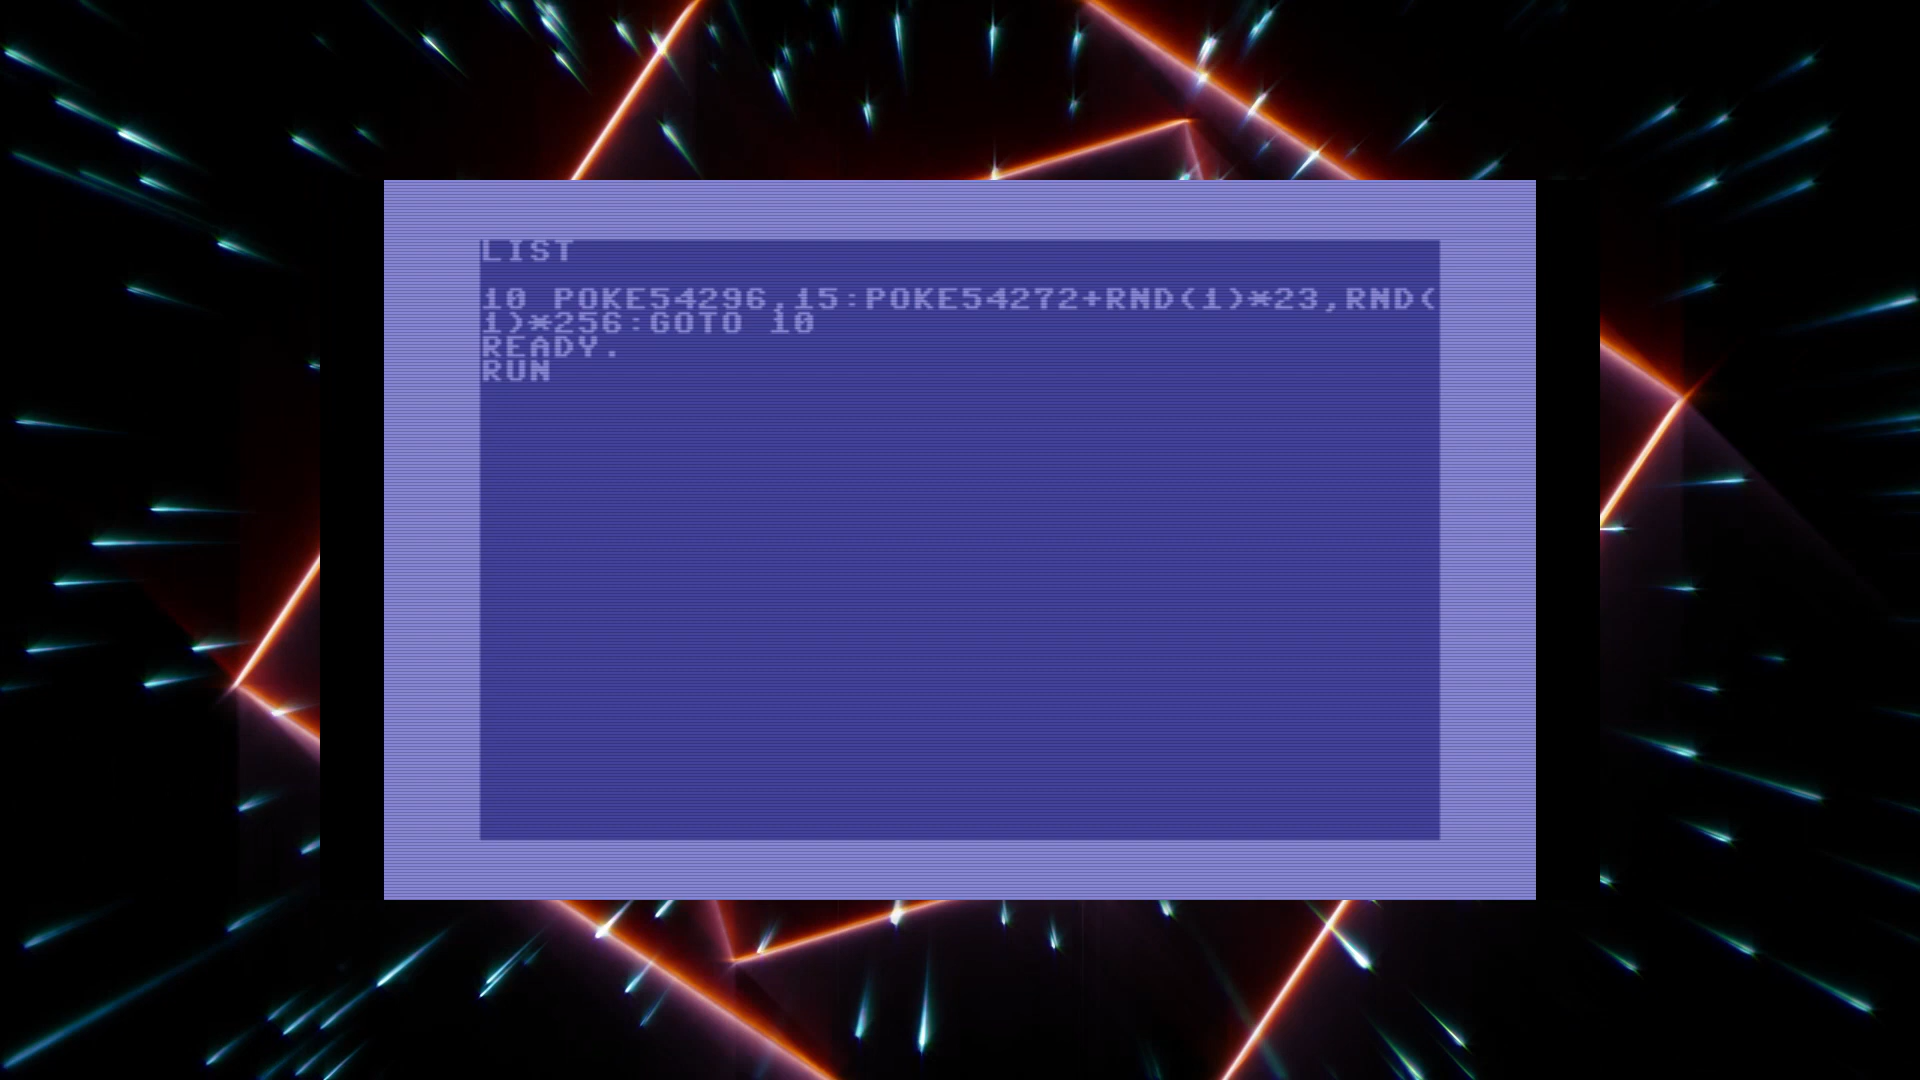 LIST
10 POKE54296,15:POKE54272+RND(1)*23,RND(
1)*256:GOTO 10
READY.
RUN